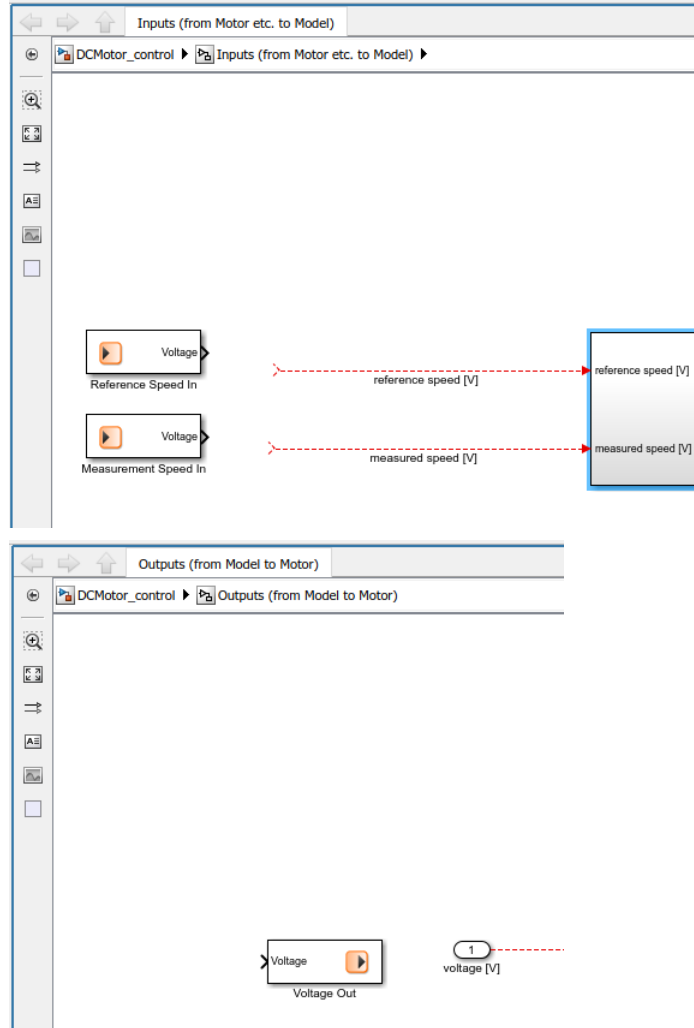 Inputs (from Motor etc. to Model)
DCMotor_control Inputs (from Motor etc. to Model)
Voltage
Reference Speed In
reference speed [V]
reference speed [V]
Voltage
Measurement Speed In
measured speed [V]
measured speed [V]
Outputs (from Model to Motor)
DCMotor_control Outputs (from Model to Motor)
Voltage
Voltage Out
1
voltage [V]